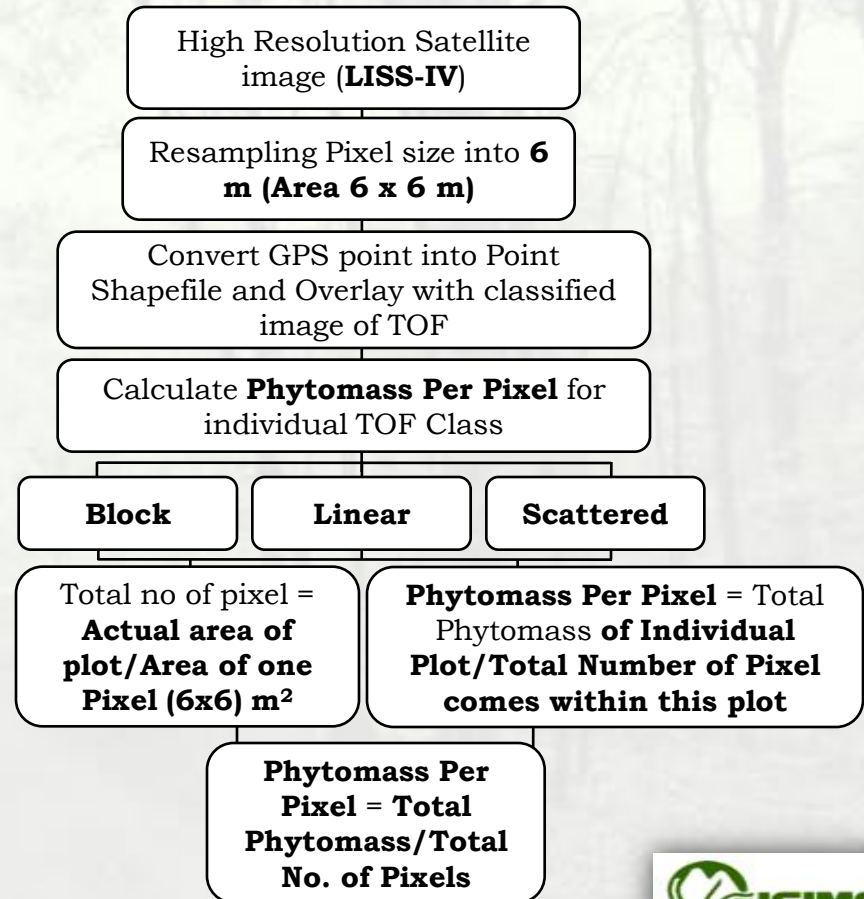 High Resolution Satellite
image (LISS-IV)
Resampling Pixel size into 6
m (Area 6 x 6 m)
Convert GPS point into Point
Shapefile and Overlay with classified
image of TOF
Calculate Phytomass Per Pixel for
individual TOF Class
Block
Linear
Scattered
Total no of pixel =
Actual area of
plot/Area of one
Pixel (6x6) m²
Phytomass Per Pixel = Total
Phytomass of Individual
Plot/Total Number of Pixel
comes within this plot
Phytomass Per
Pixel = Total
Phytomass/Total
No. of Pixels